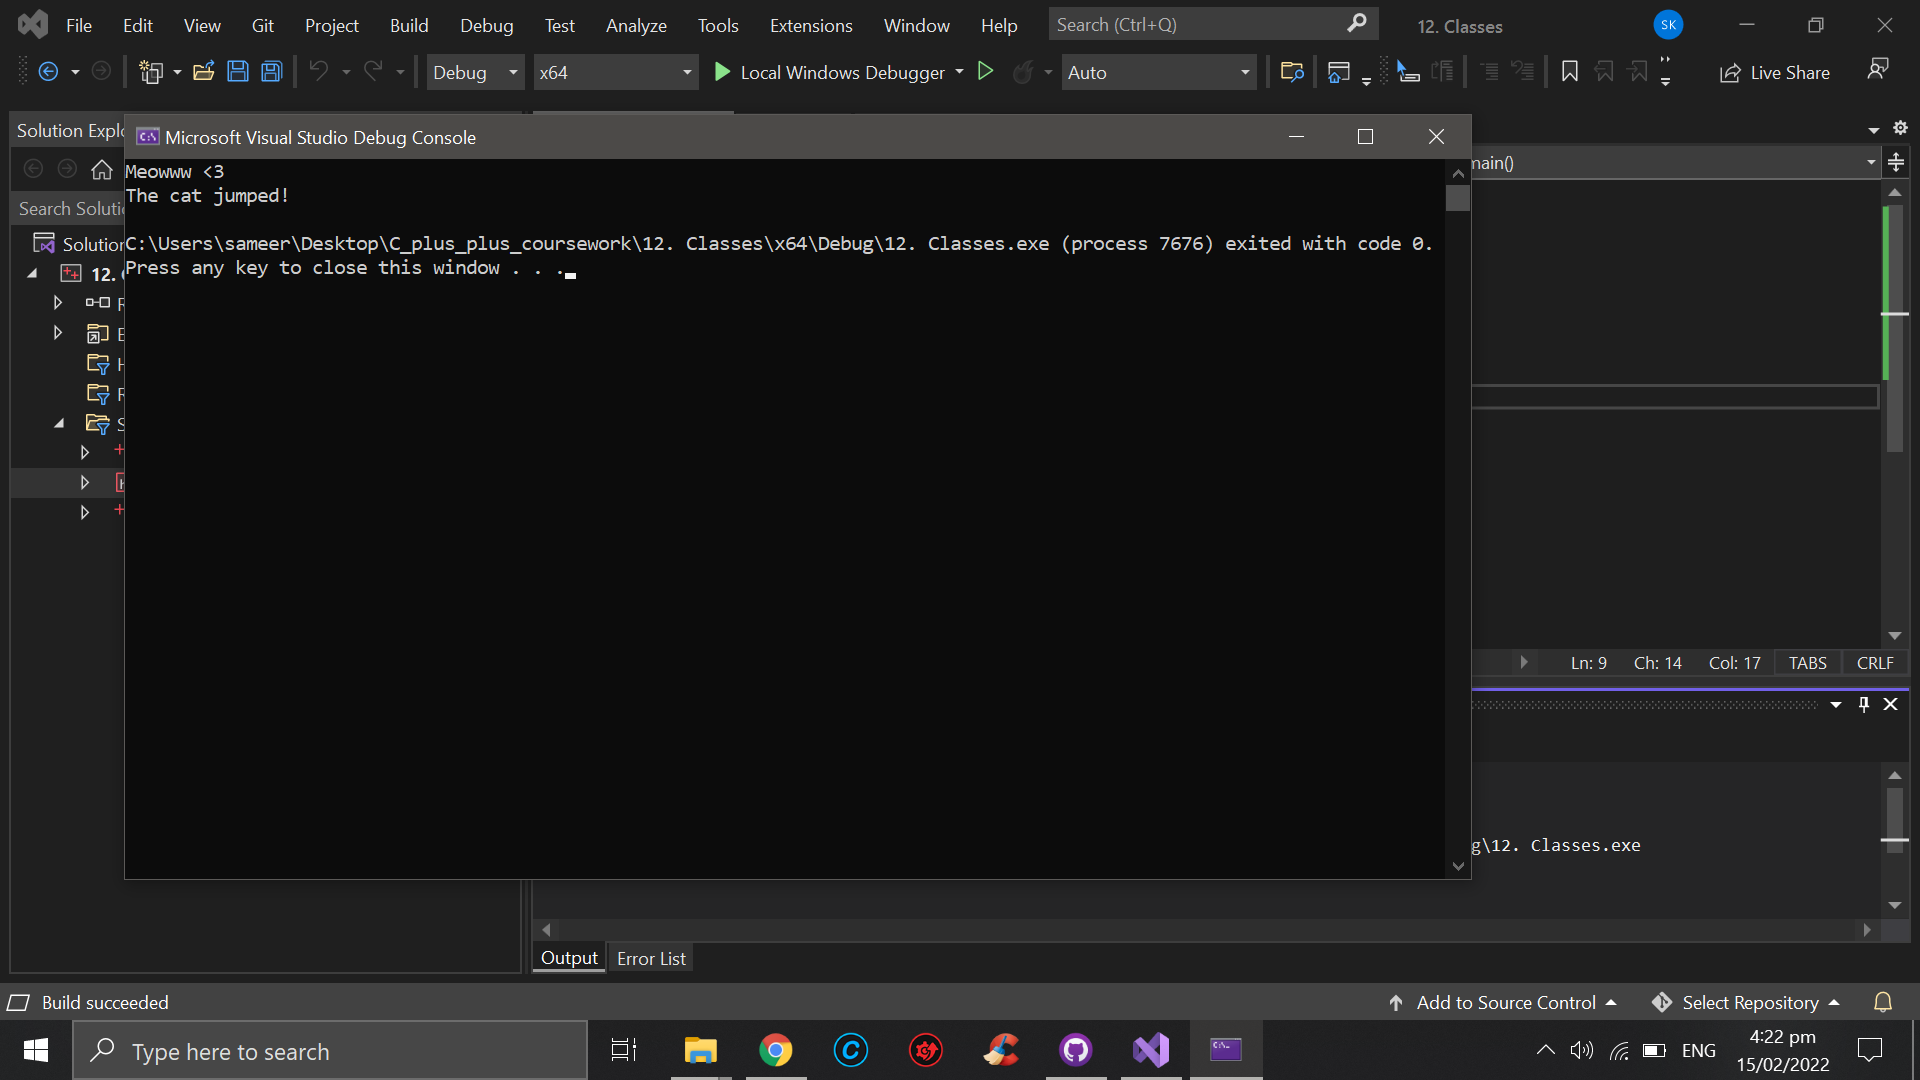 File Edit View Git Project Build Debug Test Analyze Tools Extensions Window Help Search (Ctrl+Q) 12. Classes SK
Debug x64 Local Windows Debugger Auto Live Share
Solution Explo
Microsoft Visual Studio Debug Console
main()
Search Soluti
Meowww <3
The cat jumped!
C:\Users\sameer\Desktop\C_plus_plus_coursework\12. Classes\x64\Debug\12. Classes.exe (process 7676) exited with code 0.
Press any key to close this window . . .
Solution
12.
Ln: 9 Ch: 14 Col: 17 TABS CRLF
g\12. Classes.exe
Output Error List
Build succeeded Add to Source Control Select Repository
Type here to search ENG 4:22 pm
15/02/2022